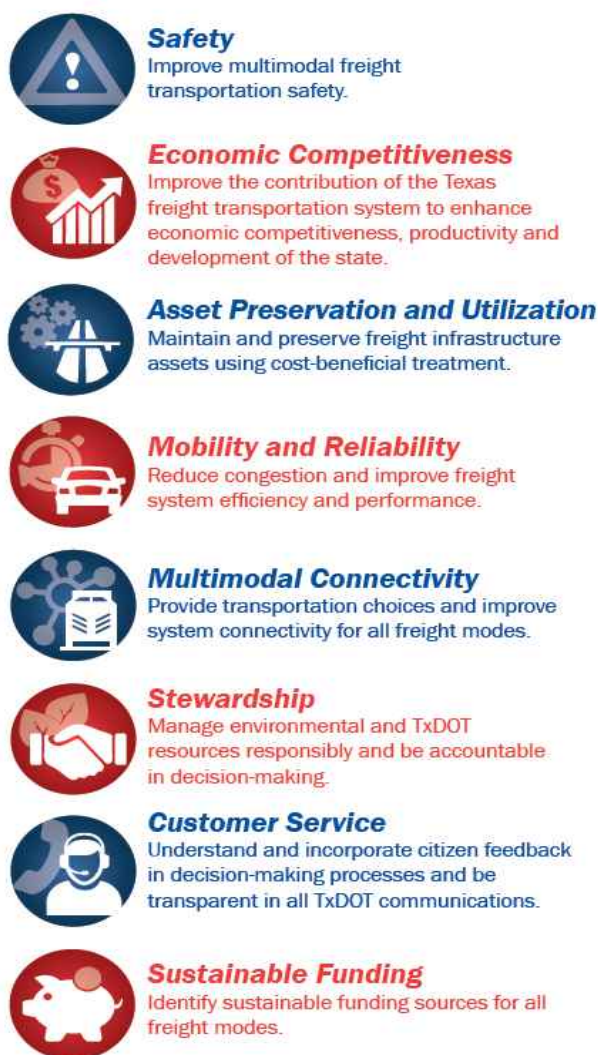 Safety
Improve multimodal freight
transportation safety.
Economic Competitiveness
Improve the contribution of the Texas
freight transportation system to enhance
economic competitiveness, productivity and
development of the state.
Asset Preservation and Utilization
Maintain and preserve freight infrastructure
assets using cost-beneficial treatment.
Mobility and Reliability
Reduce congestion and improve freight
system efficiency and performance.
Multimodal Connectivity
Provide transportation choices and improve
system connectivity for all freight modes.
Stewardship
Manage environmental and TxDOT
resources responsibly and be accountable
in decision-making.
Customer Service
Understand and incorporate citizen feedback
in decision-making processes and be
transparent in all TxDOT communications.
Sustainable Funding
Identify sustainable funding sources for all
freight modes.